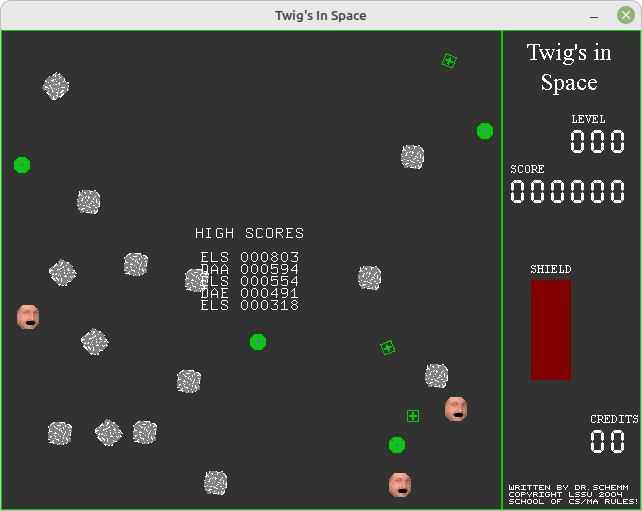 Twig's In Space
Twig's in
Space
LEVEL
000
SCORE
000000
HIGH SCORES
ELS 000803
DAA 000594
ELS 000554
DAE 000491
ELS 000318
SHIELD
CREDITS
00
WRITTEN BY DR.SCHEMM
COPYRIGHT LSSU 2004
SCHOOL OF CS/MA RULES!